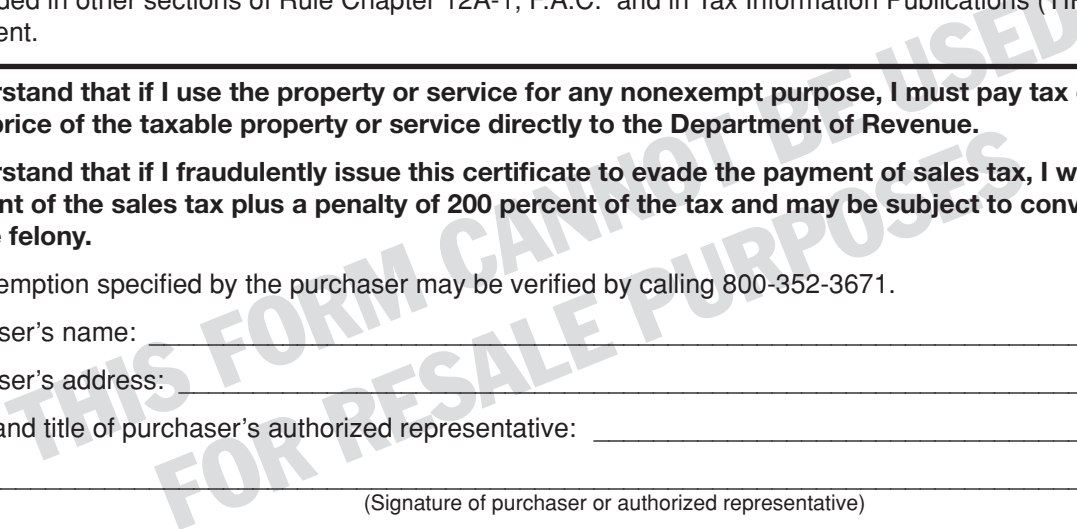 ded in other sections of Rule Chapter 12A-1, F.A.C. and in Tax Information Publications (TIP
ent.
rstand that if I use the property or service for any nonexempt purpose, I must pay tax
price of the taxable property or service directly to the Department of Revenue.
rstand that if I fraudulently issue this certificate to evade the payment of sales tax, I w
nt of the sales tax plus a penalty of 200 percent of the tax and may be subject to conv
e felony.
emption specified by the purchaser may be verified by calling 800-352-3671.
ser’s name:
ser’s address:
and title of purchaser’s authorized representative:
(Signature of purchaser or authorized representative)
THIS FORM CANNOT BE USED
FOR RESALE PURPOSES